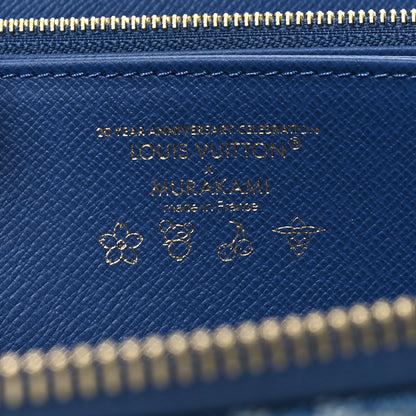 20 YEAR ANNIVERSARY CELEBRATION
LOUIS VUITTON®
×
MURAKAMI
made in France